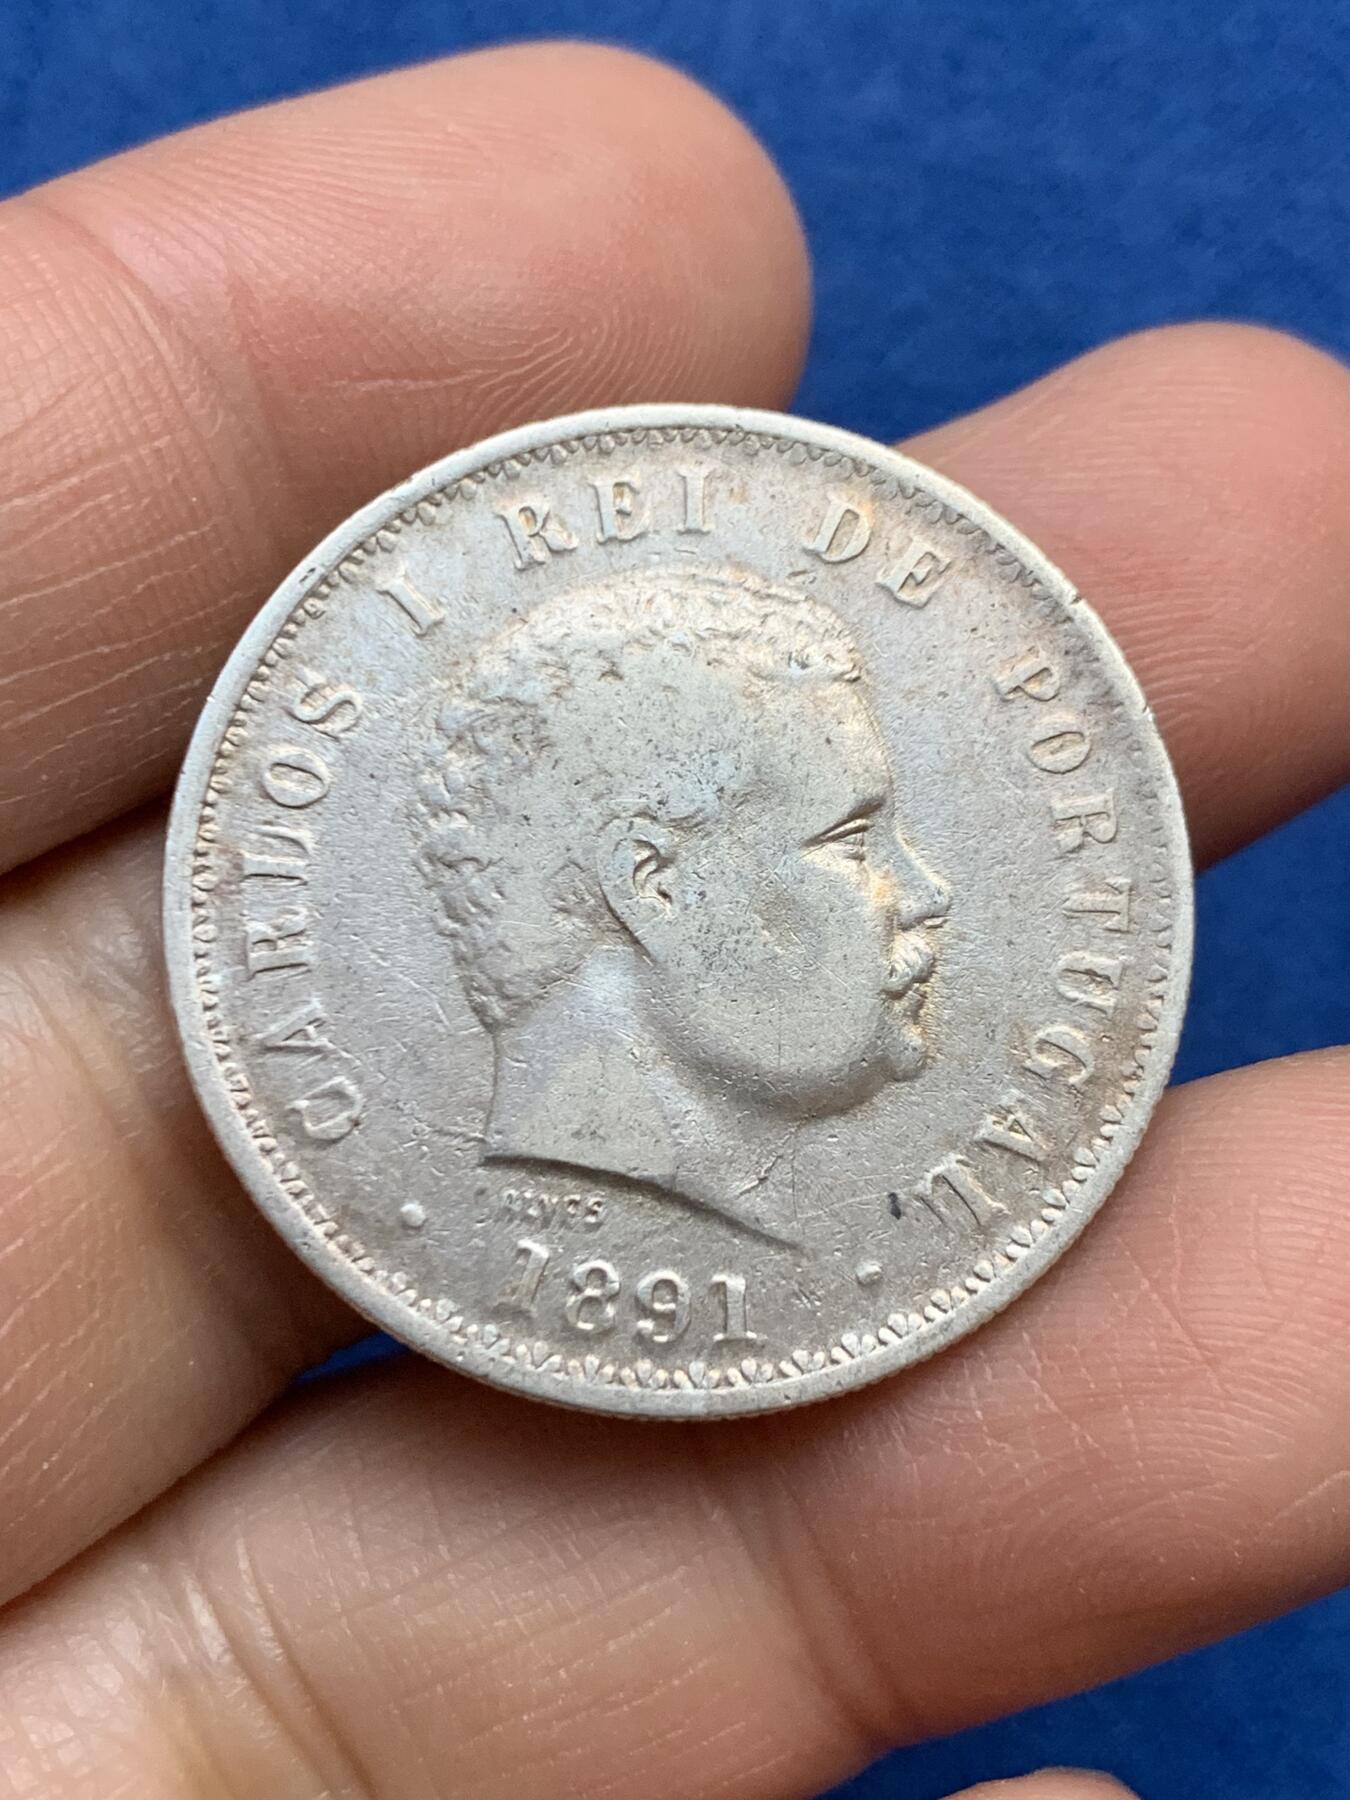 CARLOS I REI DE PORTUGAL
1891